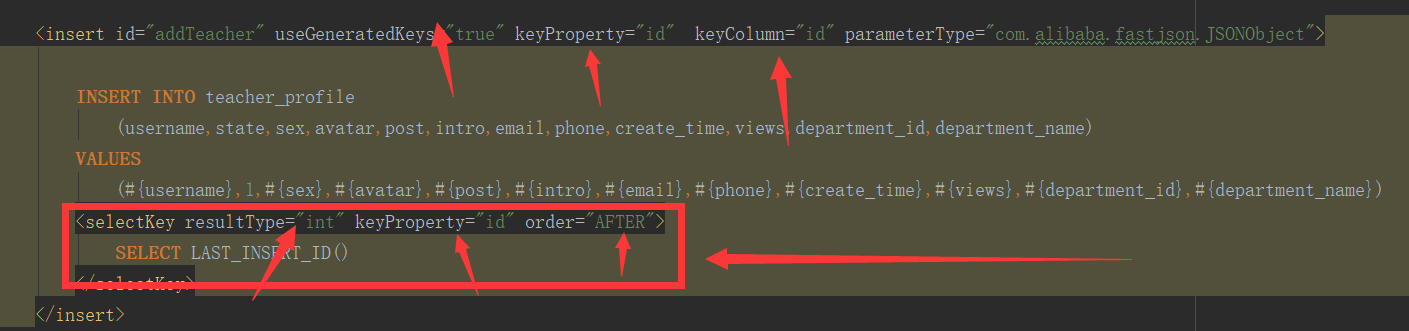 <insert id="addTeacher" useGeneratedKeys="true" keyProperty="id" keyColumn="id" parameterType="com.alibaba.fastjson.JSONObject">
INSERT INTO teacher_profile
(username,state,sex,avatar,post,intro,email,phone,create_time,views,department_id,department_name)
VALUES
(#{username},1,#{sex},#{avatar},#{post},#{intro},#{email},#{phone},#{create_time},#{views},#{department_id},#{department_name})
<selectKey resultType="int" keyProperty="id" order="AFTER">
SELECT LAST_INSERT_ID()
</selectKey>
</insert>